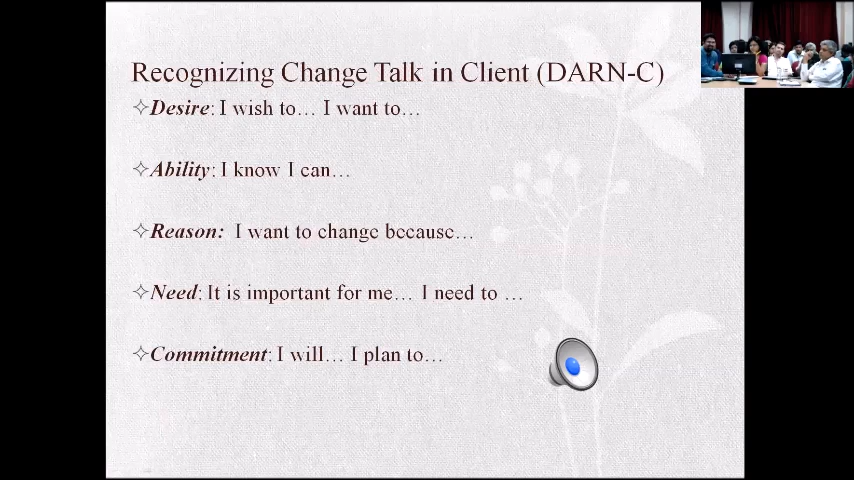 Recognizing Change Talk in Client (DARN-C)
Desire: I wish to… I want to…
Ability: I know I can…
Reason:  I want to change because…
Need: It is important for me… I need to …
Commitment: I will… I plan to…